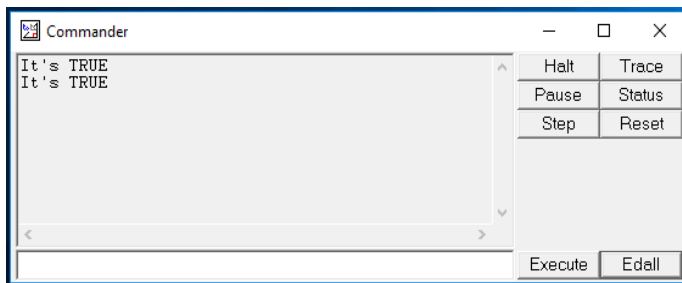 Commander
It's TRUE
It's TRUE
Halt Trace
Pause Status
Step Reset
Execute Edall